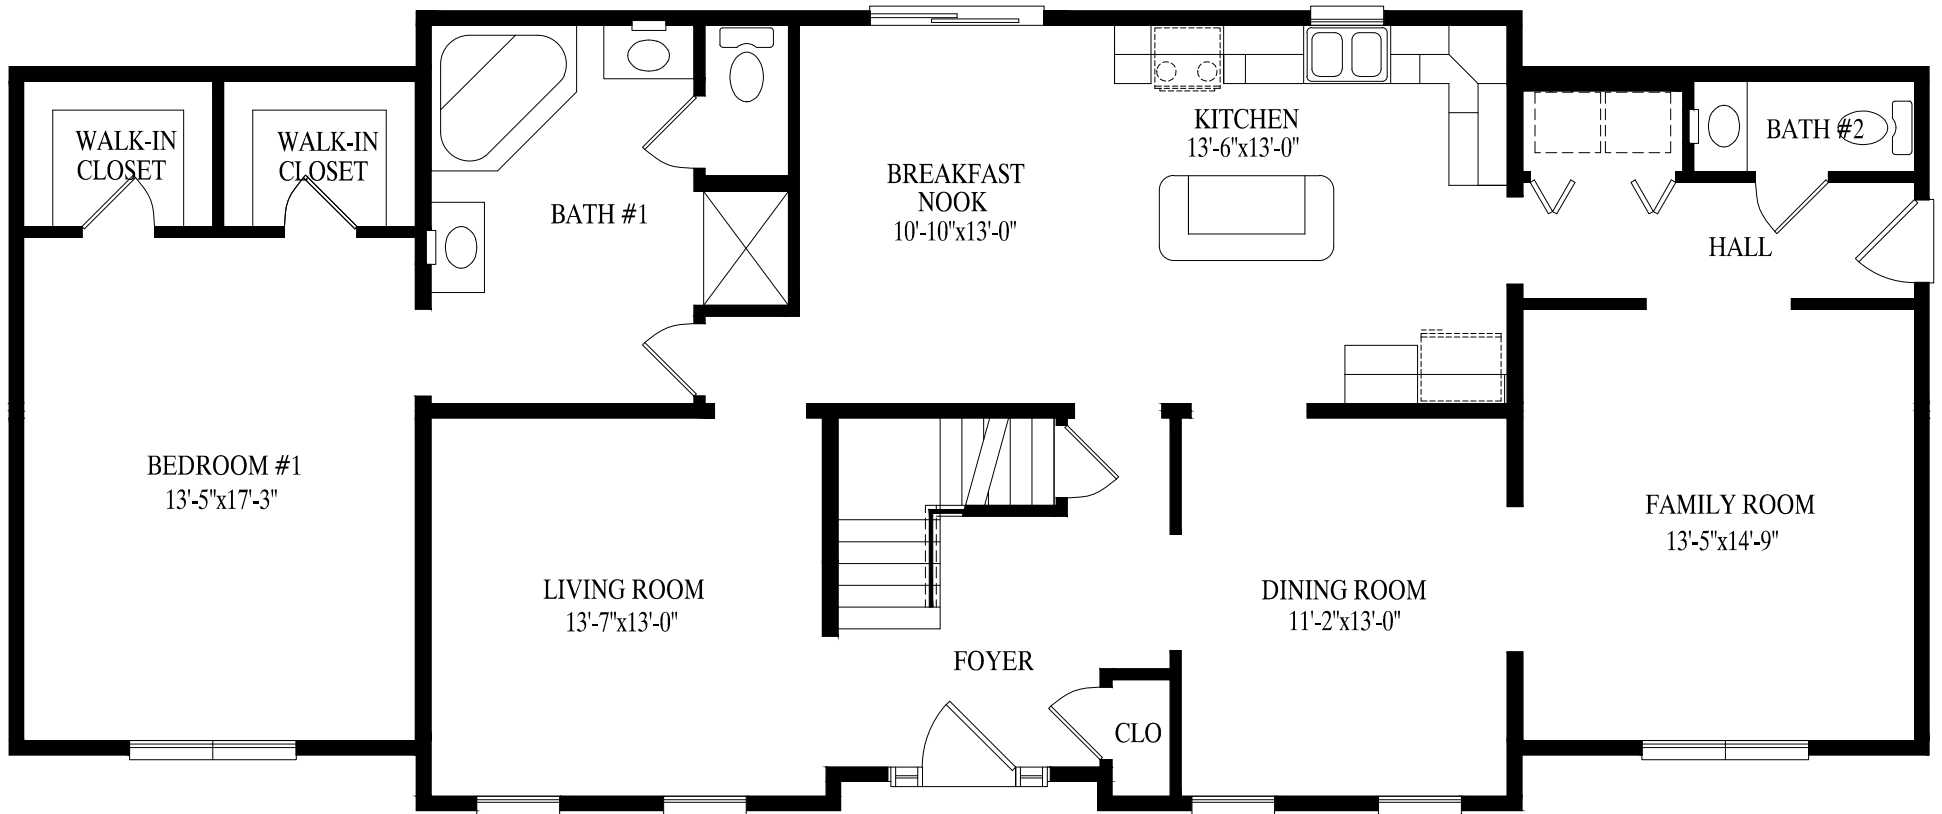 WALK-IN
CLOSET
WALK-IN
CLOSET
BATH #1
BREAKFAST
NOOK
10'-10"x13'-0"
KITCHEN
13'-6"x13'-0"
BATH #2
HALL
BEDROOM #1
13'-5"x17'-3"
LIVING ROOM
13'-7"x13'-0"
FOYER
CLO
DINING ROOM
11'-2"x13'-0"
FAMILY ROOM
13'-5"x14'-9"